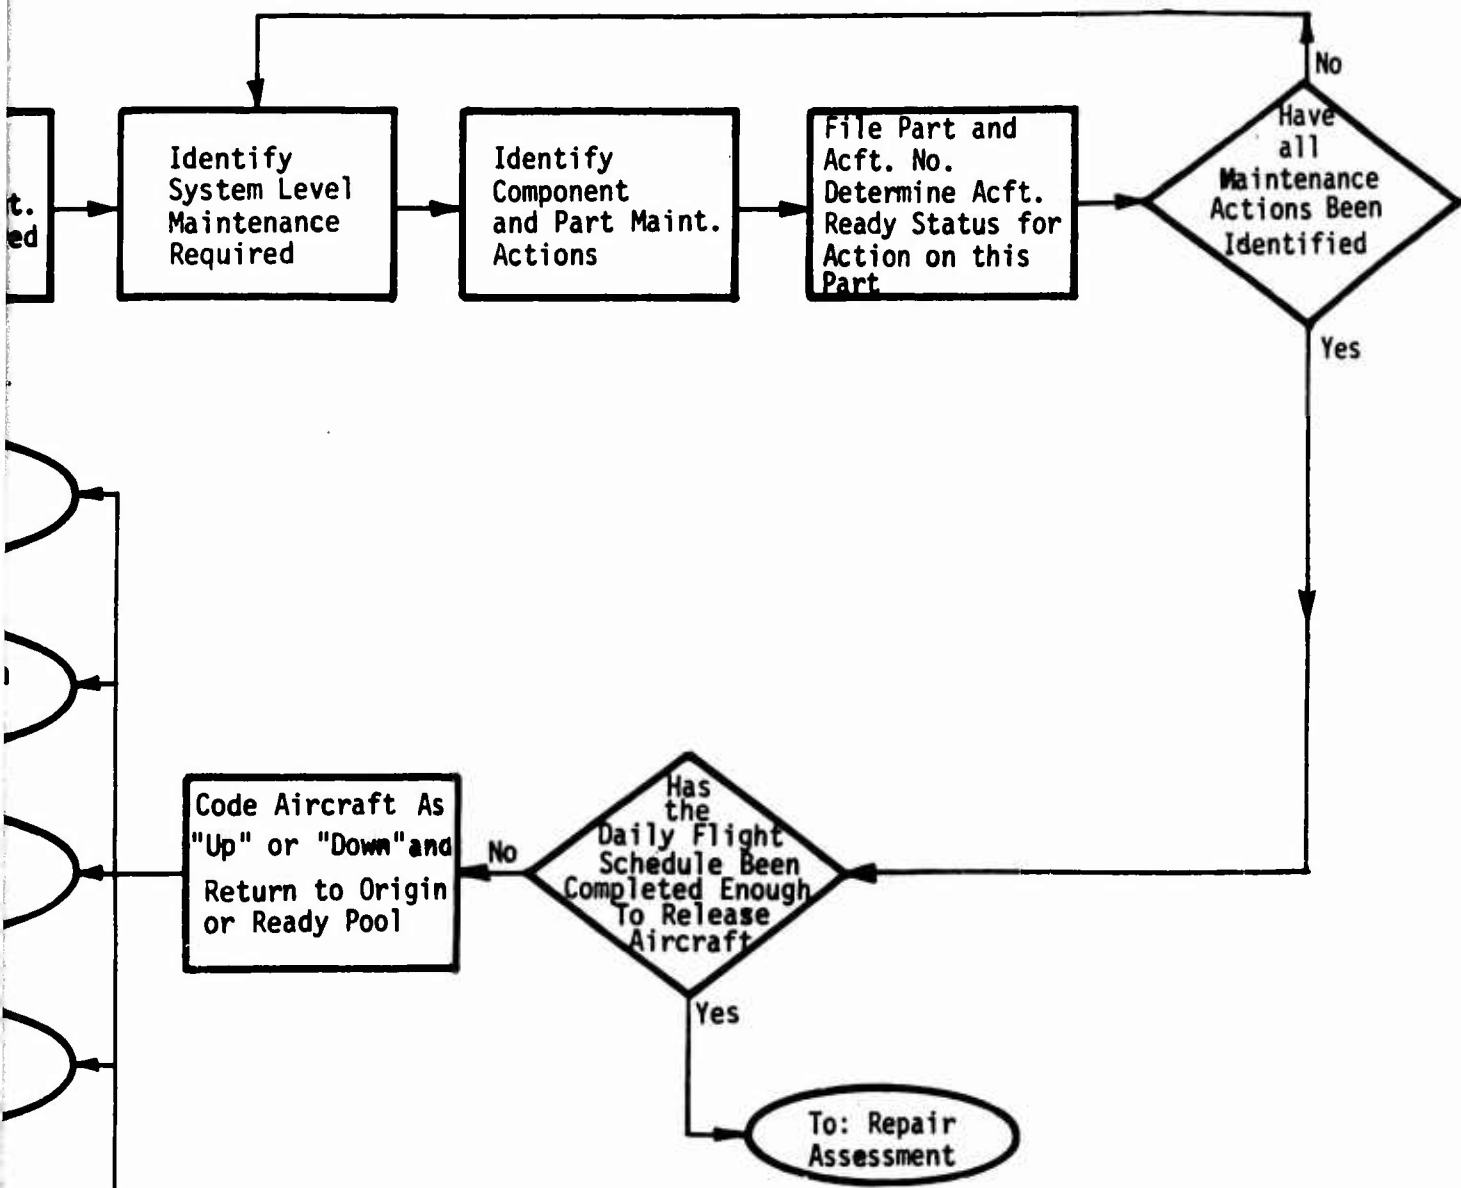 No
t.
ed
Identify
System Level
Maintenance
Required
Identify
Component
and Part Maint.
Actions
File Part and
Acft. No.
Determine Acft.
Ready Status for
Action on this
Part
Have
all
Maintenance
Actions Been
Identified
Yes
Code Aircraft As
"Up" or "Down"and
Return to Origin
or Ready Pool
No
Has
the
Daily Flight
Schedule Been
Completed Enough
To Release
Aircraft
Yes
To: Repair
Assessment